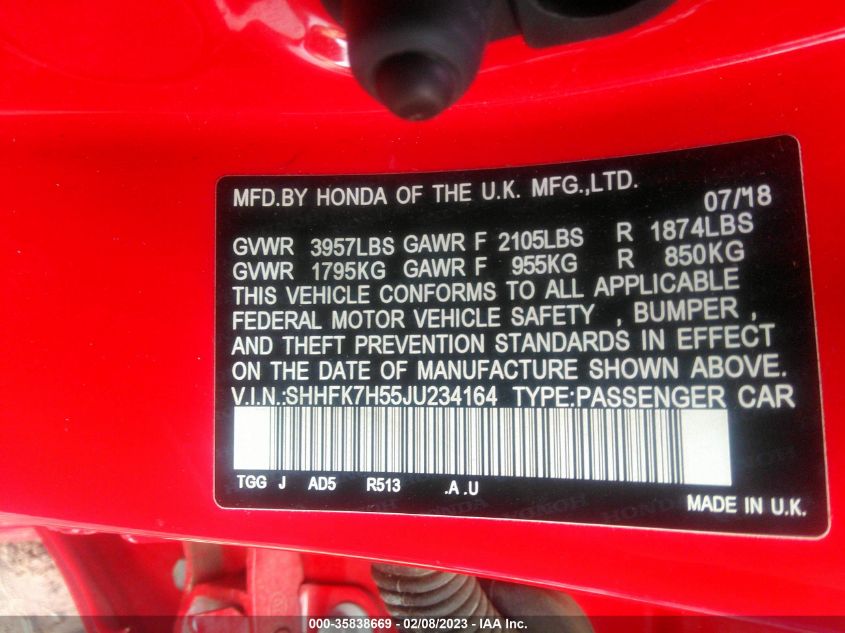 MFD.BY HONDA OF THE U.K. MFG.,LTD. 07/18
GVWR 3957LBS GAWR F 2105LBS R 1874LBS
GVWR 1795KG GAWR F 955KG R 850KG
THIS VEHICLE CONFORMS TO ALL APPLICABLE
FEDERAL MOTOR VEHICLE SAFETY , BUMPER ,
AND THEFT PREVENTION STANDARDS IN EFFECT
ON THE DATE OF MANUFACTURE SHOWN ABOVE.
V.I.N.:SHHFK7H55JU234164 TYPE:PASSENGER CAR
TGG J AD5 R513 .A .U
MADE IN U.K.
000-35838669 - 02/08/2023 - IAA Inc.